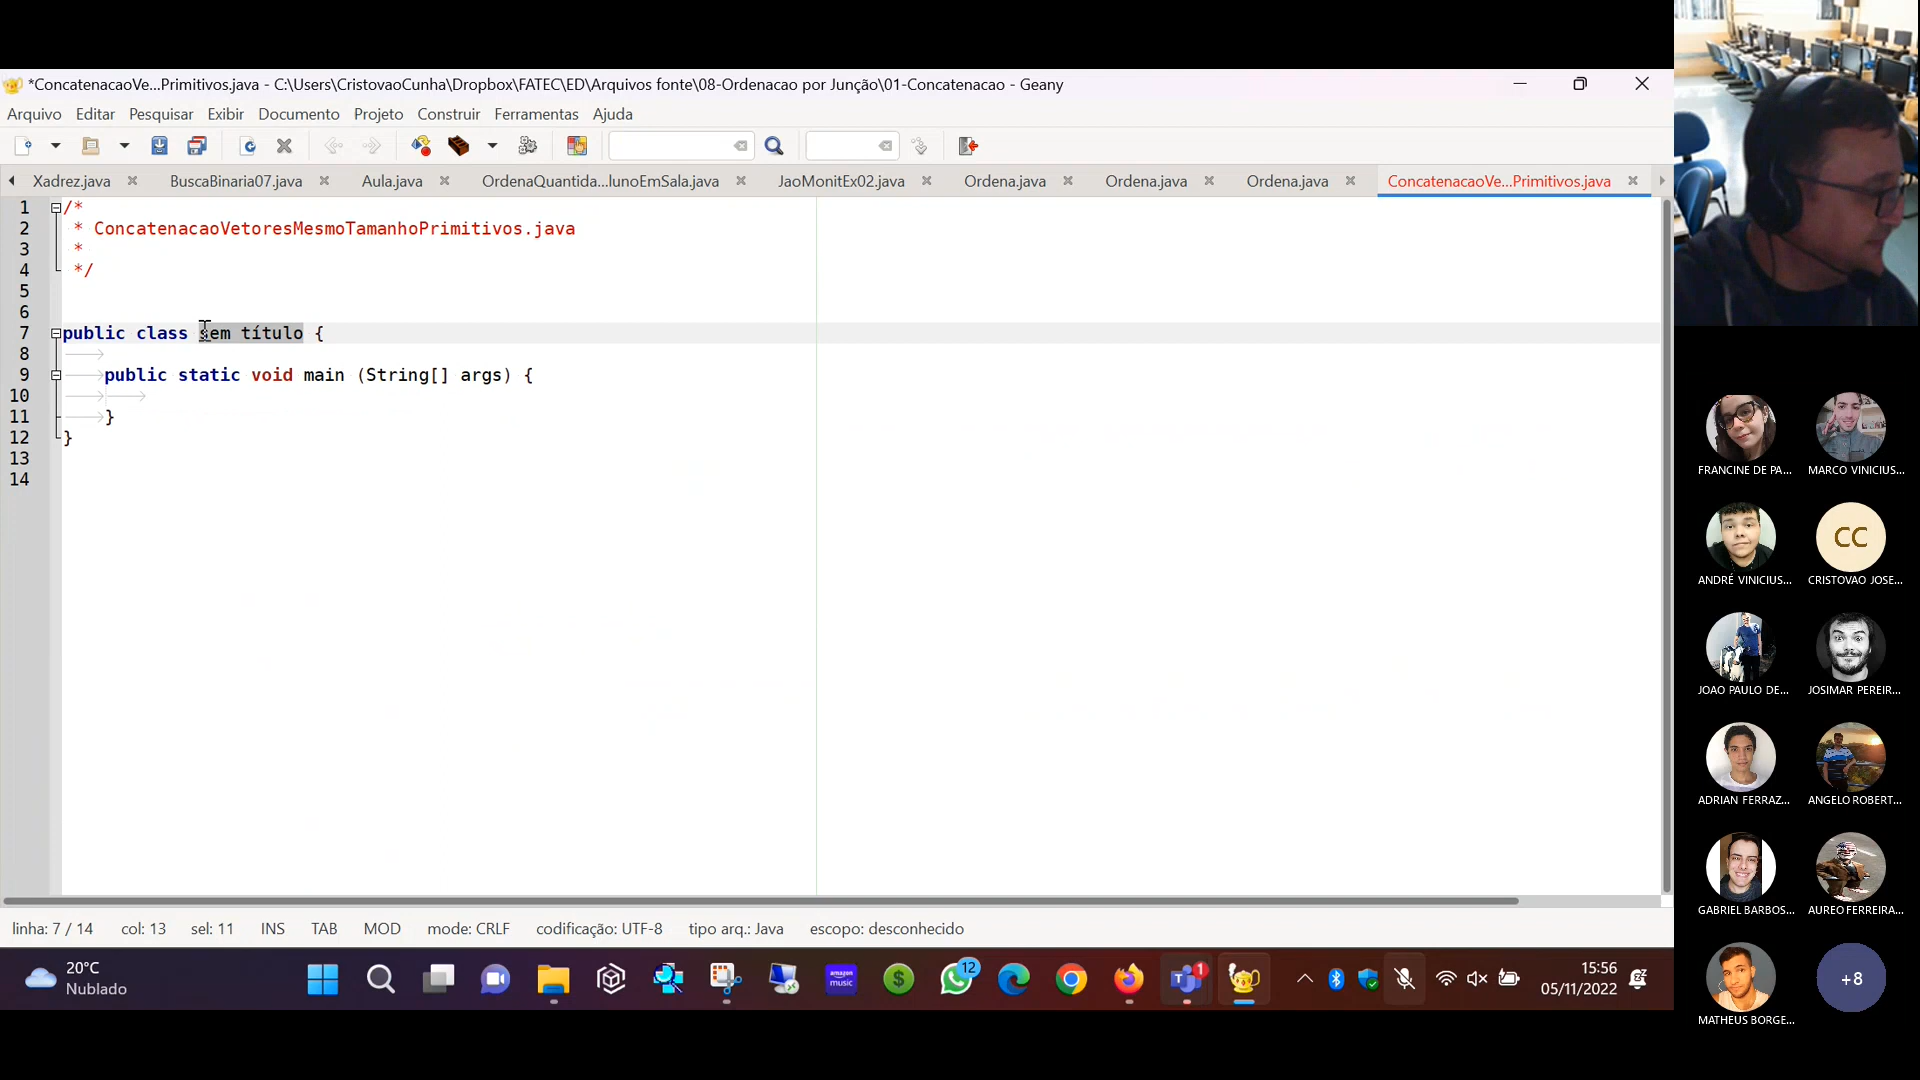 *ConcatenacaoVe...Primitivos.java - C:\Users\CristovaoCunha\Dropbox\FATEC\ED\Arquivos fonte\08-Ordenacao por Junção\01-Concatenacao - Geany
Arquivo Editar Pesquisar Exibir Documento Projeto Construir Ferramentas Ajuda
Xadrez.java BuscaBinaria07.java Aula.java OrdenaQuantida...lunoEmSala.java JaoMonitEx02.java Ordena.java Ordena.java Ordena.java ConcatenacaoVe...Primitivos.java
1 /*
2 * ConcatenacaoVetoresMesmoTamanhoPrimitivos.java
3 *
4 */
5
6
7 public class sem título {
8
9 public static void main (String[] args) {
10
11 }
12 }
13
14
linha: 7 / 14 col: 13 sel: 11 INS TAB MOD mode: CRLF codificação: UTF-8 tipo arq.: Java escopo: desconhecido
20°C
Nublado
amazon music
$
12
1
15:56
05/11/2022
FRANCINE DE PA... MARCO VINICIUS...
CC
ANDRÉ VINICIUS... CRISTOVAO JOSE...
JOAO PAULO DE... JOSIMAR PEREIR...
ADRIAN FERRAZ... ANGELO ROBERT...
GABRIEL BARBOS... AUREO FERREIRA...
+8
MATHEUS BORGE...